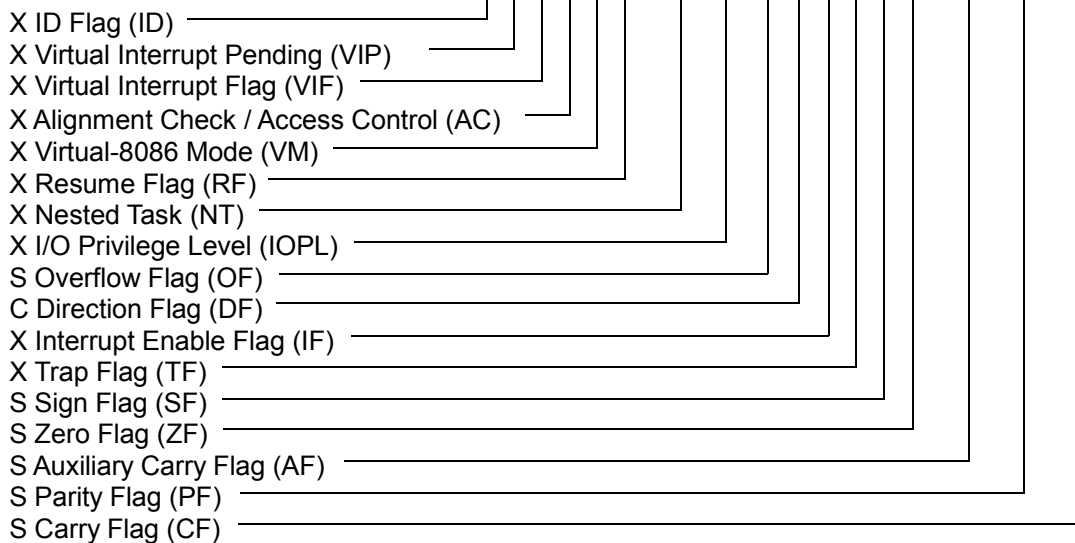 X ID Flag (ID)
X Virtual Interrupt Pending (VIP)
X Virtual Interrupt Flag (VIF)
X Alignment Check / Access Control (AC)
X Virtual-8086 Mode (VM)
X Resume Flag (RF)
X Nested Task (NT)
X I/O Privilege Level (IOPL)
S Overflow Flag (OF)
C Direction Flag (DF)
X Interrupt Enable Flag (IF)
X Trap Flag (TF)
S Sign Flag (SF)
S Zero Flag (ZF)
S Auxiliary Carry Flag (AF)
S Parity Flag (PF)
S Carry Flag (CF)